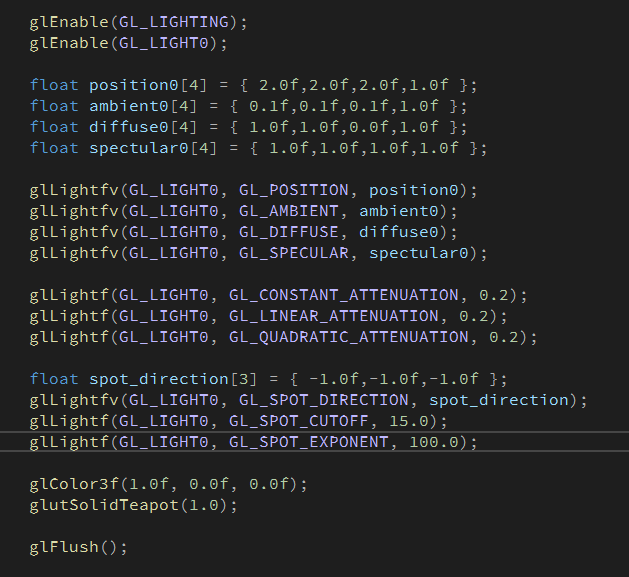 glEnable(GL_LIGHTING);
glEnable(GL_LIGHT0);
float position0[4] = { 2.0f,2.0f,2.0f,1.0f };
float ambient0[4] = { 0.1f,0.1f,0.1f,1.0f };
float diffuse0[4] = { 1.0f,1.0f,0.0f,1.0f };
float spectular0[4] = { 1.0f,1.0f,1.0f,1.0f };
glLightfv(GL_LIGHT0, GL_POSITION, position0);
glLightfv(GL_LIGHT0, GL_AMBIENT, ambient0);
glLightfv(GL_LIGHT0, GL_DIFFUSE, diffuse0);
glLightfv(GL_LIGHT0, GL_SPECULAR, spectular0);
glLightf(GL_LIGHT0, GL_CONSTANT_ATTENUATION, 0.2);
glLightf(GL_LIGHT0, GL_LINEAR_ATTENUATION, 0.2);
glLightf(GL_LIGHT0, GL_QUADRATIC_ATTENUATION, 0.2);
float spot_direction[3] = { -1.0f,-1.0f,-1.0f };
glLightfv(GL_LIGHT0, GL_SPOT_DIRECTION, spot_direction);
glLightf(GL_LIGHT0, GL_SPOT_CUTOFF, 15.0);
glLightf(GL_LIGHT0, GL_SPOT_EXPONENT, 100.0);
glColor3f(1.0f, 0.0f, 0.0f);
glutSolidTeapot(1.0);
glFlush();